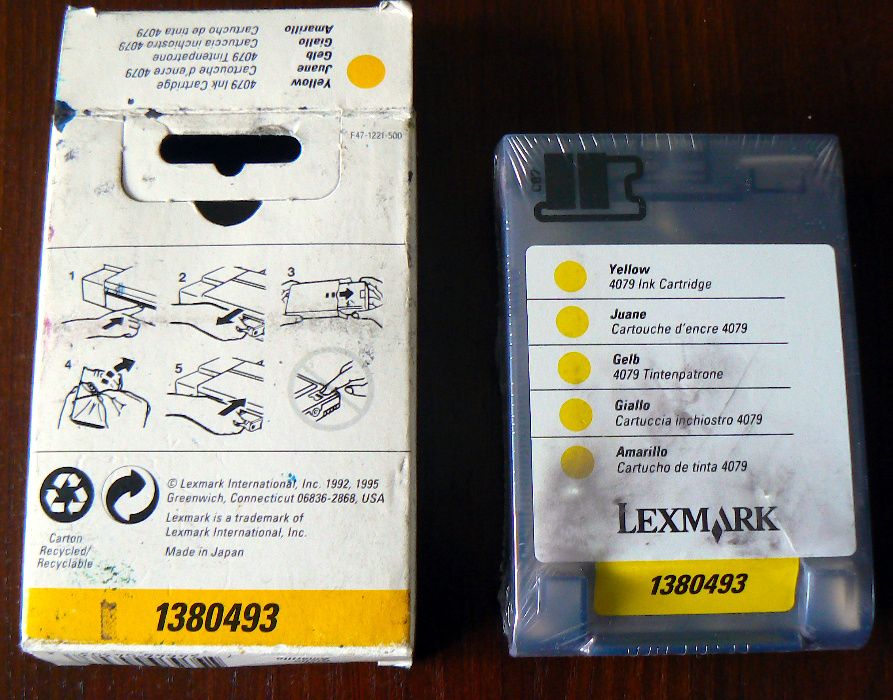 Yellow
4079 Ink Cartridge
Juane
Cartouche d'encre 4079
Gelb
4079 Tintenpatrone
Giallo
Cartuccia inchiostro 4079
Amarillo
Cartucho de tinta 4079
F47-1221-500
1
2
3
4
5
Carton
Recycled/
Recyclable
© Lexmark International, Inc. 1992, 1995
Greenwich, Connecticut 06836-2868, USA
Lexmark is a trademark of
Lexmark International, Inc.
Made in Japan
1380493
Yellow
4079 Ink Cartridge
Juane
Cartouche d'encre 4079
Gelb
4079 Tintenpatrone
Giallo
Cartuccia inchiostro 4079
Amarillo
Cartucho de tinta 4079
LEXMARK
1380493